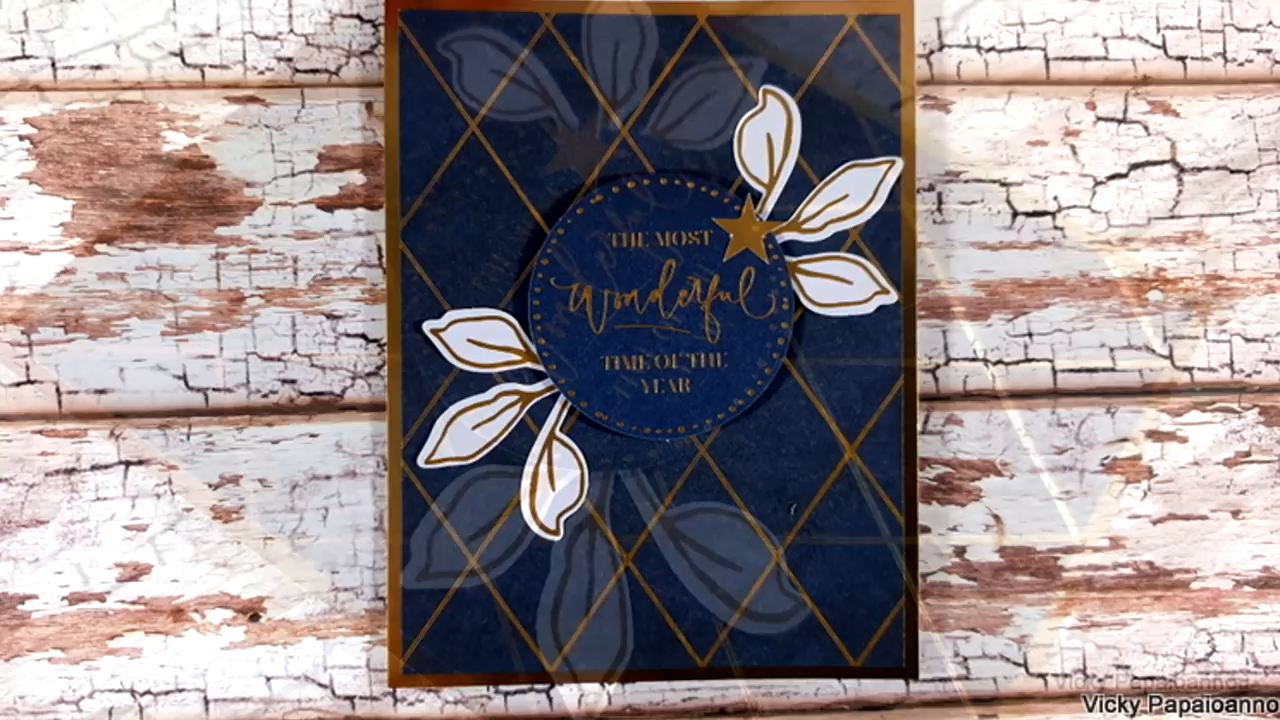 THE MOST
wonderful
TIME OF THE
YEAR
Vicky Papaioanno